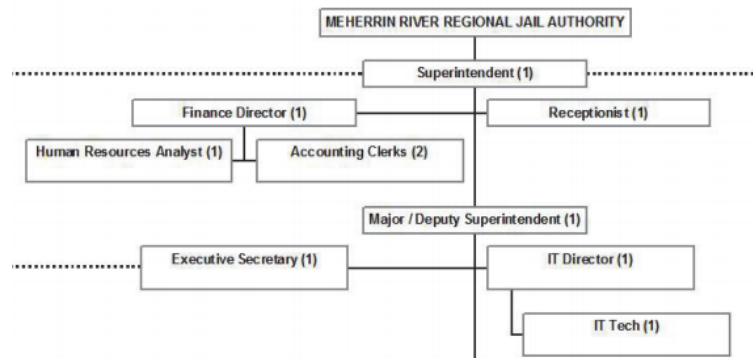 MEHERRIN RIVER REGIONAL JAIL AUTHORITY
Superintendent (1)
Finance Director (1)
Receptionist (1)
Human Resources Analyst (1)
Accounting Clerks (2)
Major / Deputy Superintendent (1)
Executive Secretary (1)
IT Director (1)
IT Tech (1)